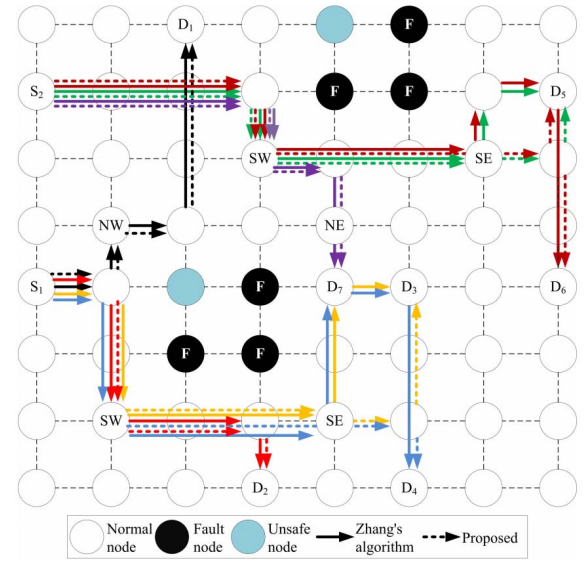 D1
F
S2
F
F
D5
SW
SE
NW
NE
S1
F
D7
D3
D6
F
F
SW
SE
D2
D4
Normal node
Fault node
Unsafe node
Zhang's algorithm
Proposed